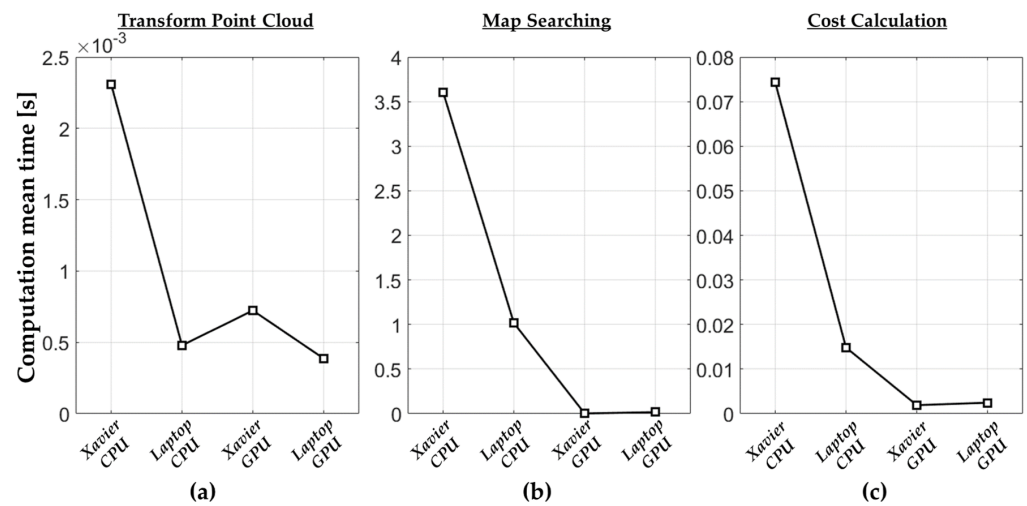 Transform Point Cloud
Map Searching
Cost Calculation
Computation mean time [s]
×10⁻³
2.5
2
1.5
1
0.5
0
Xavier
CPU
Laptop
CPU
Xavier
GPU
Laptop
GPU
(a)
4
3.5
3
2.5
2
1.5
1
0.5
0
Xavier
CPU
Laptop
CPU
Xavier
GPU
Laptop
GPU
(b)
0.08
0.07
0.06
0.05
0.04
0.03
0.02
0.01
0
Xavier
CPU
Laptop
CPU
Xavier
GPU
Laptop
GPU
(c)